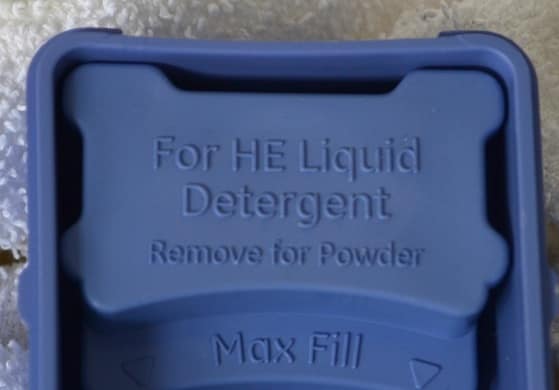 For HE Liquid
Detergent
Remove for Powder
Max Fill